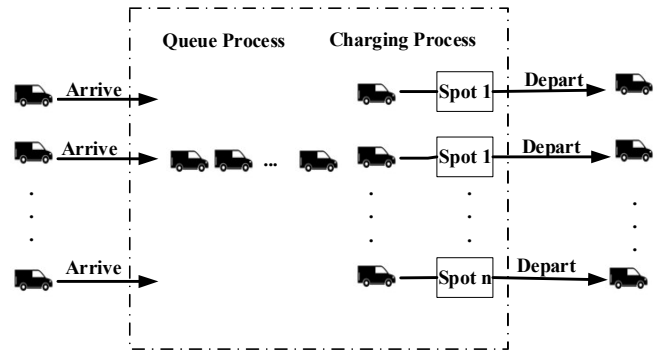 Queue Process Charging Process
Arrive Spot 1 Depart
Arrive ... Spot 1 Depart
Arrive Spot n Depart